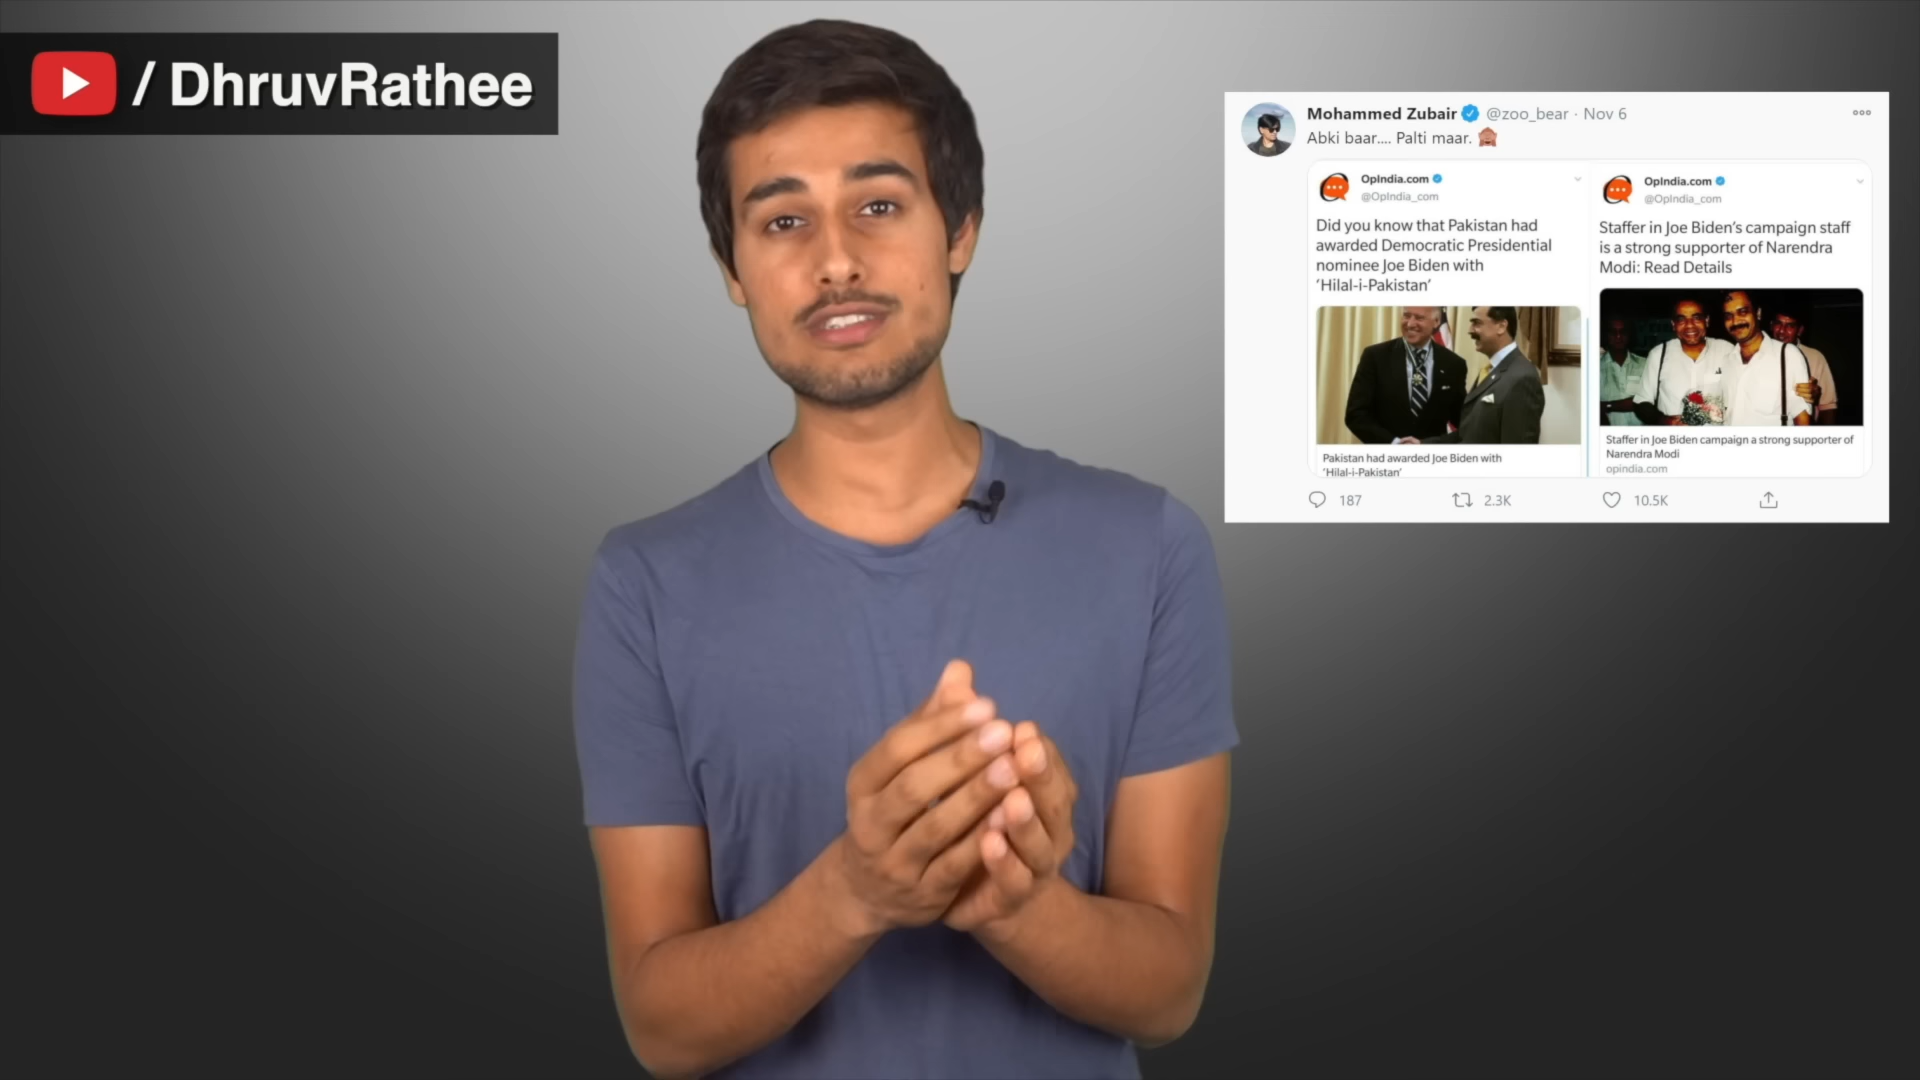 / DhruvRathee
Mohammed Zubair @zoo_bear · Nov 6
Abki baar.... Palti maar.
OpIndia.com
@OpIndia_com
Did you know that Pakistan had
awarded Democratic Presidential
nominee Joe Biden with
‘Hilal-i-Pakistan’
Pakistan had awarded Joe Biden with
‘Hilal-i-Pakistan’
OpIndia.com
@OpIndia_com
Staffer in Joe Biden’s campaign staff
is a strong supporter of Narendra
Modi: Read Details
Staffer in Joe Biden campaign a strong supporter of
Narendra Modi
opindia.com
187 2.3K 10.5K